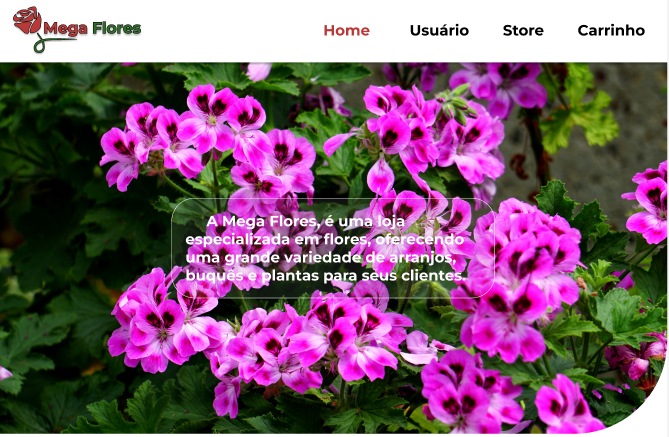 Mega Flores
Home Usuário Store Carrinho
A Mega Flores, é uma loja
especializada em flores, oferecendo
uma grande variedade de arranjos,
buquês e plantas para seus clientes.